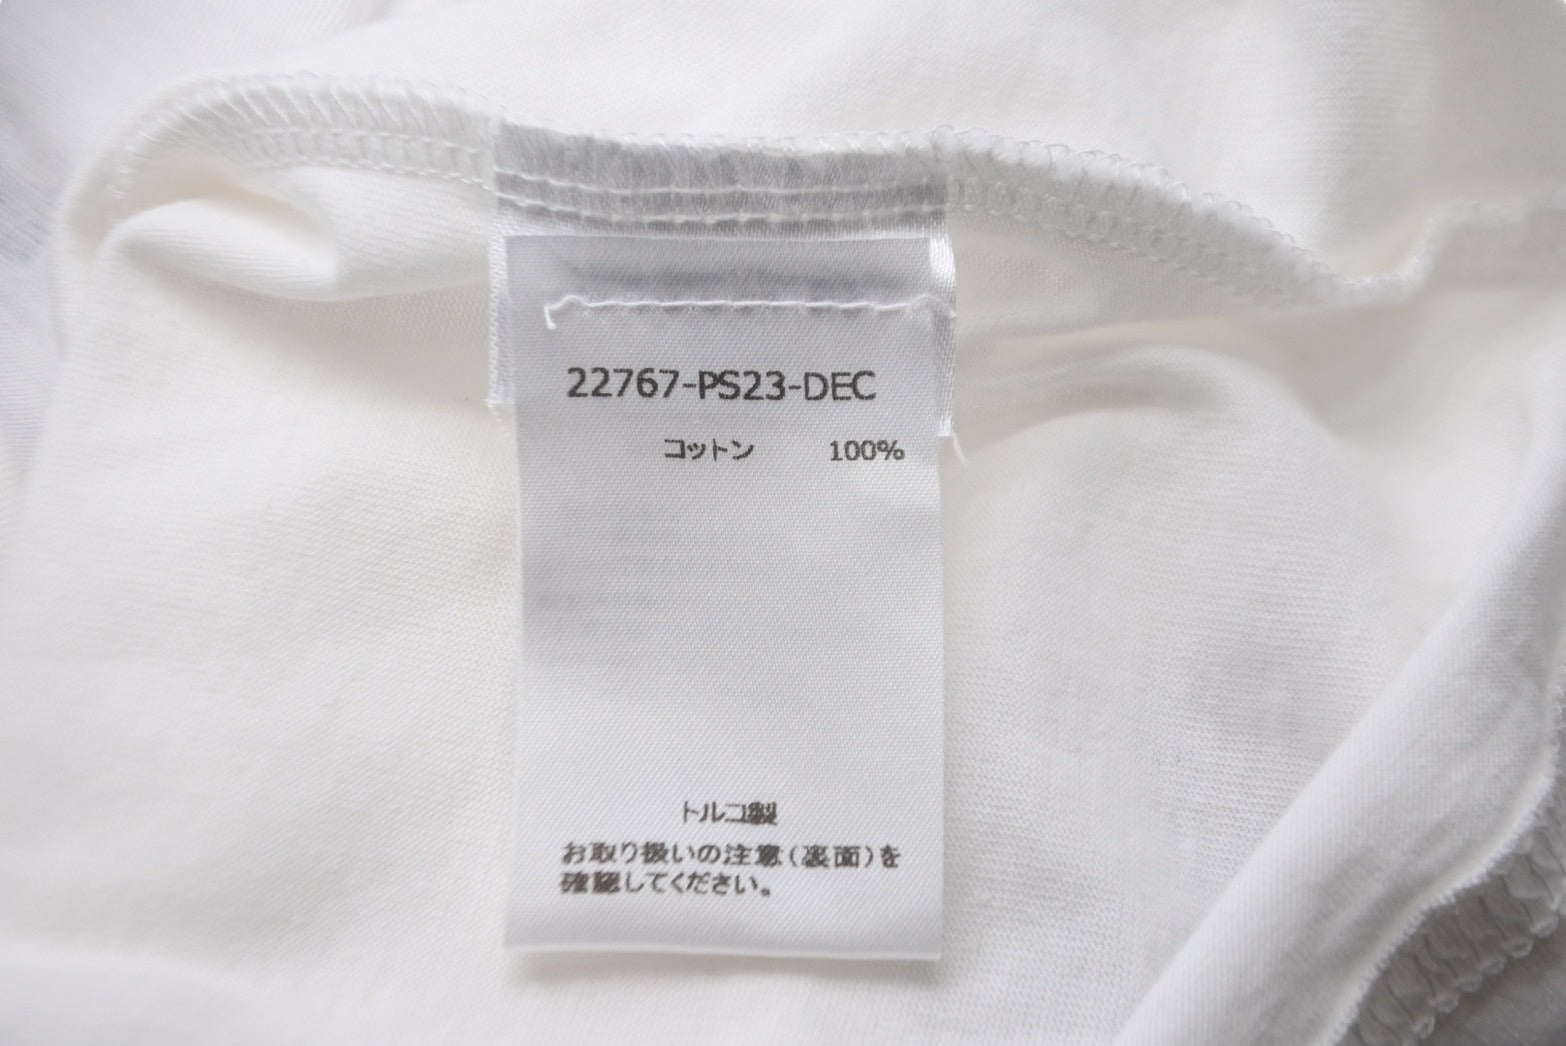 22767-PS23-DEC
コットン 100%
トルコ製
お取り扱いの注意(裏面)を
確認してください。